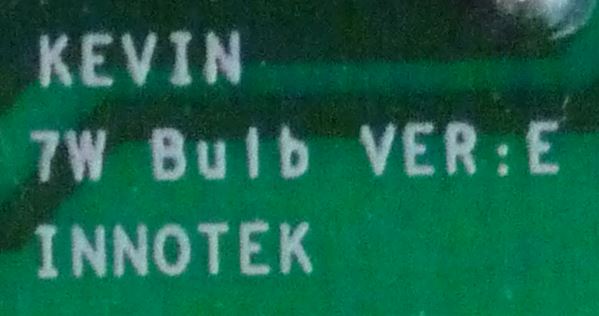 KEVIN
7W Bulb VER:E
INNOTEK